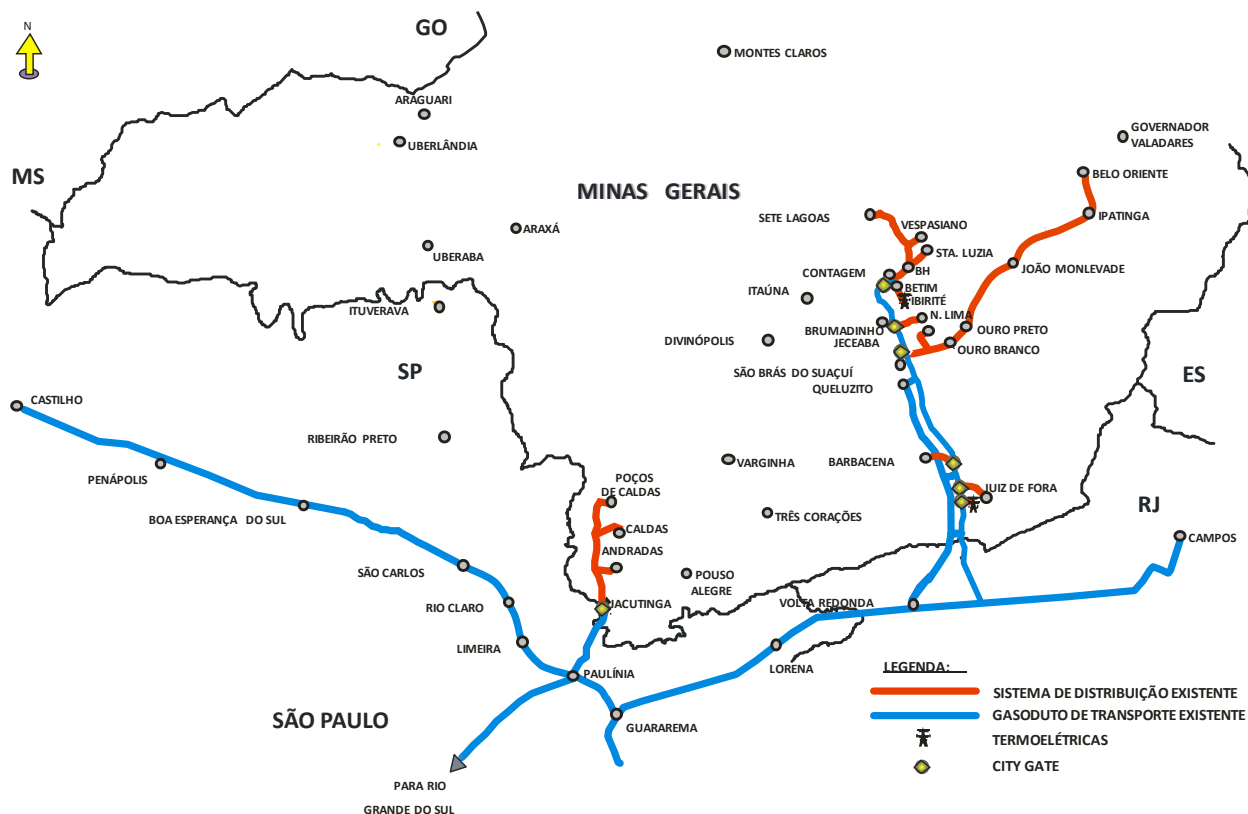 GO
N
MONTES CLAROS
ARAGUARI
UBERLÂNDIA
GOVERNADOR
VALADARES
MS
BELO ORIENTE
MINAS GERAIS
SETE LAGOAS
IPATINGA
VESPASIANO
ARAXÁ
STA. LUZIA
UBERABA
JOÃO MONLEVADE
CONTAGEM
BH
BETIM
ITAÚNA
IBIRITÉ
ITUVERAVA
N. LIMA
BRUMADINHO
OURO PRETO
DIVINÓPOLIS
JECEABA
OURO BRANCO
SP
SÃO BRÁS DO SUAÇUÍ
ES
QUELUZITO
CASTILHO
RIBEIRÃO PRETO
VARGINHA
BARBACENA
PENÁPOLIS
POÇOS
DE CALDAS
JUIZ DE FORA
RJ
BOA ESPERANÇA DO SUL
TRÊS CORAÇÕES
CALDAS
CAMPOS
ANDRADAS
SÃO CARLOS
POUSO
ALEGRE
JACUTINGA
VOLTA REDONDA
RIO CLARO
LIMEIRA
PAULÍNIA
LORENA
LEGENDA:
SISTEMA DE DISTRIBUIÇÃO EXISTENTE
GASODUTO DE TRANSPORTE EXISTENTE
SÃO PAULO
GUARAREMA
TERMOELÉTRICAS
CITY GATE
PARA RIO
GRANDE DO SUL